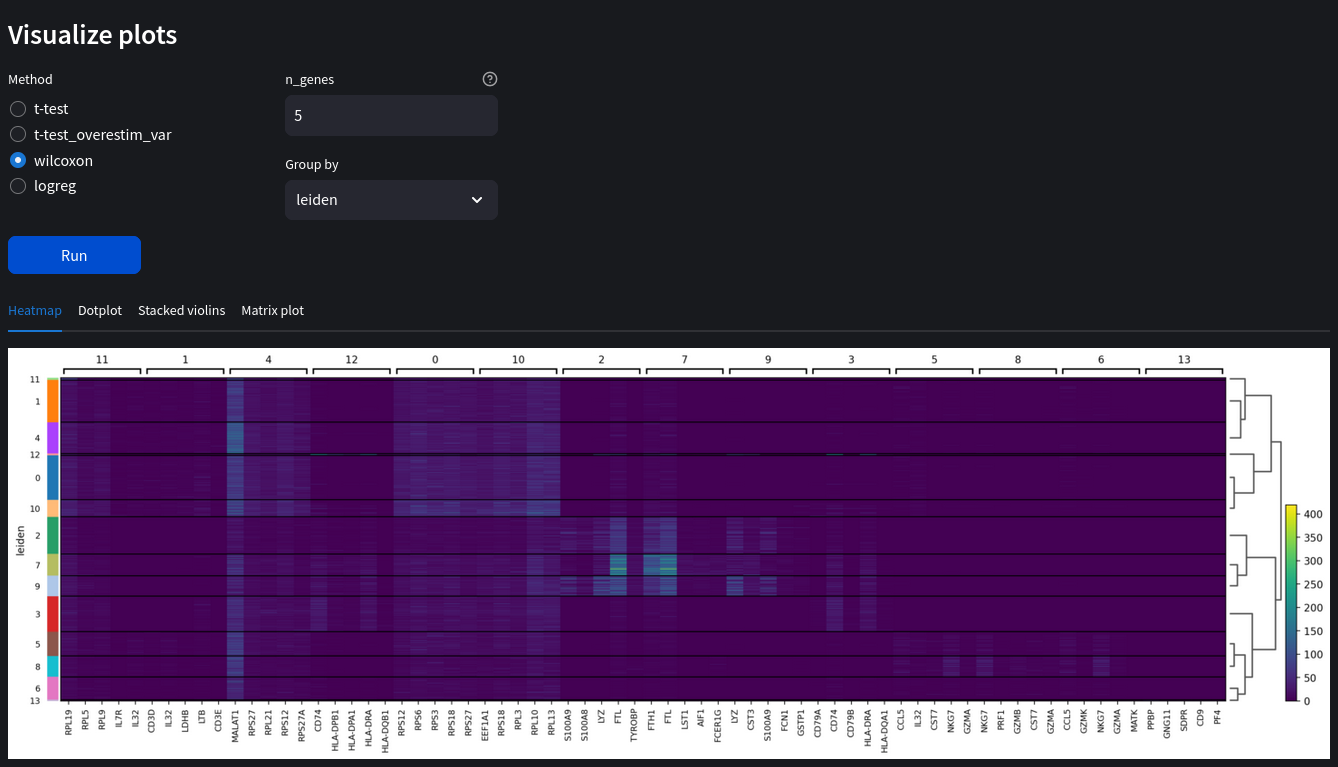 Visualize plots
Method
t-test
t-test_overestim_var
wilcoxon
logreg
n_genes
5
Group by
leiden
Run
Heatmap Dotplot Stacked violins Matrix plot
11 1 4 12 0 10 2 7 9 3 5 8 6 13
leiden
11
1
4
12
0
10
2
7
9
3
5
8
6
13
400
350
300
250
200
150
100
50
0
RPL19 RPL5 RPL9 IL7R IL32 CD3D IL32 LDHB LTB CD3E MALAT1 RPS27 RPL21 RPS12 RPS27A CD74 HLA-DPB1 HLA-DPA1 HLA-DRA HLA-DQB1 RPS12 RPS6 RPS3 RPS18 RPS27 EEF1A1 RPS18 RPL3 RPL10 RPL13 S100A9 S100A8 LYZ FTL TYROBP FTH1 FTL LST1 AIF1 FCER1G LYZ CST3 S100A9 FCN1 GSTP1 CD79A CD74 CD79B HLA-DRA HLA-DQA1 CCL5 IL32 CST7 NKG7 GZMA NKG7 PRF1 GZMB CST7 GZMA CCL5 GZMK NKG7 GZMA MATK PPBP GNG11 SDPR CD9 PF4